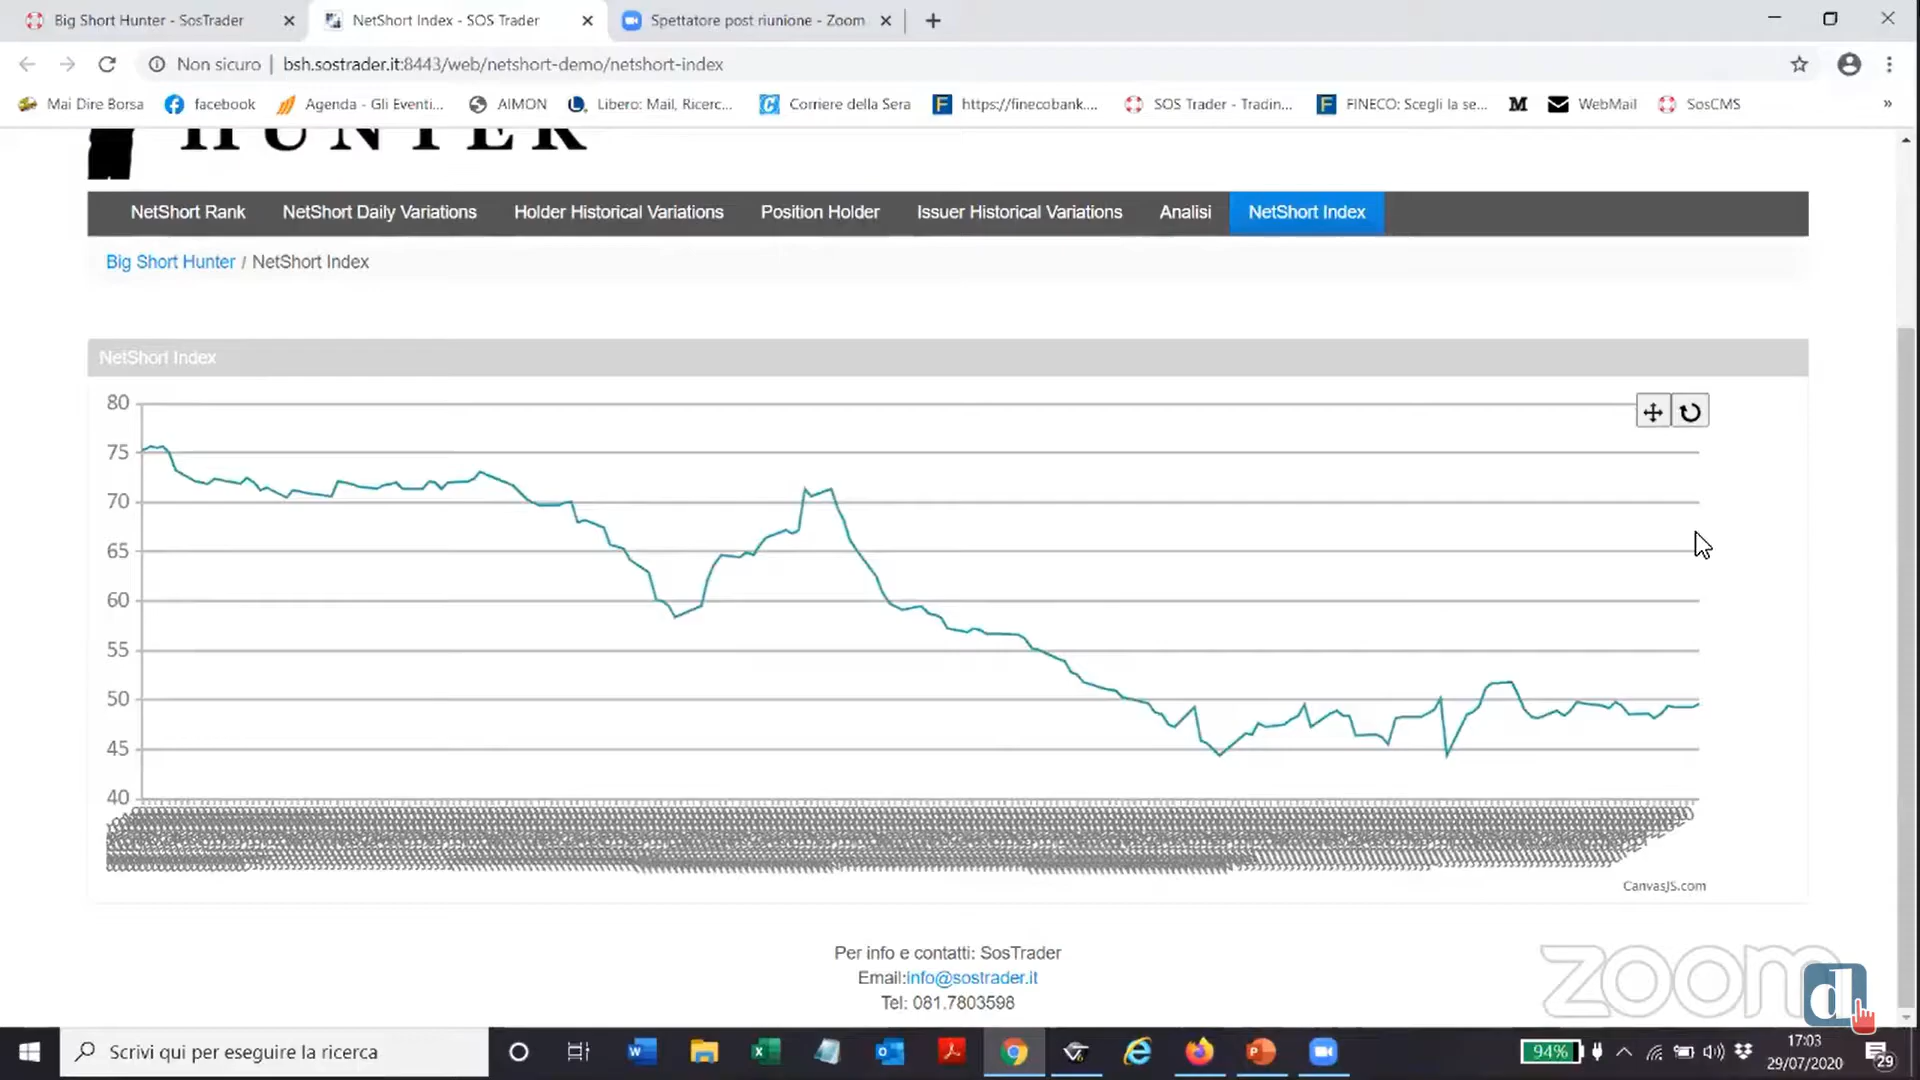 Big Short Hunter - SosTrader
NetShort Index - SOS Trader
Spettatore post riunione - Zoom
Non sicuro
bsh.sostrader.it:8443/web/netshort-demo/netshort-index
Mai Dire Borsa
facebook
Agenda - Gli Eventi...
AIMON
Libero: Mail, Ricerc...
Corriere della Sera
https://finecobank....
SOS Trader - Tradin...
FINECO: Scegli la se...
M
WebMail
SosCMS
»
HUNTER
NetShort Rank
NetShort Daily Variations
Holder Historical Variations
Position Holder
Issuer Historical Variations
Analisi
NetShort Index
Big Short Hunter / NetShort Index
NetShort Index
80
75
70
65
60
55
50
45
40
CanvasJS.com
Per info e contatti: SosTrader
Email:info@sostrader.it
Tel: 081.7803598
zoom
d
Scrivi qui per eseguire la ricerca
94%
17:03
29/07/2020
29